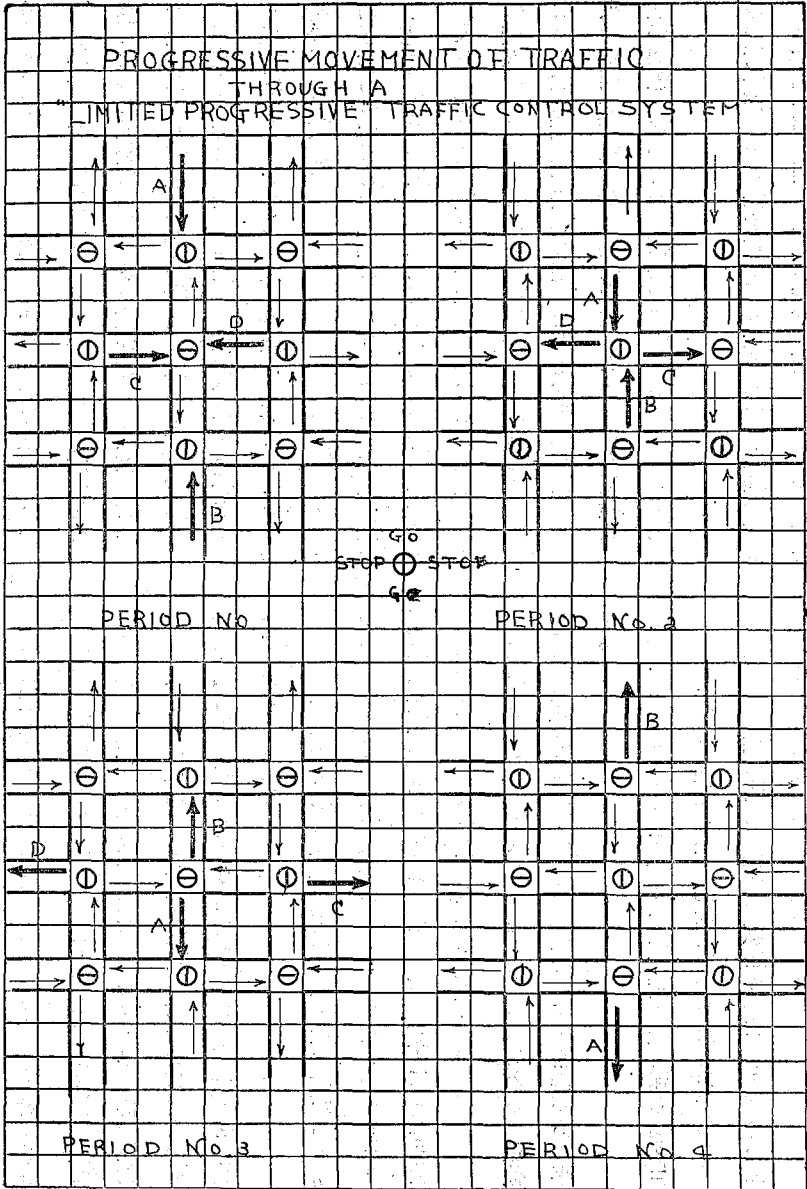 PROGRESSIVE MOVEMENT OF TRAFFIC
THROUGH A
"LIMITED PROGRESSIVE" TRAFFIC CONTROL SYSTEM
A
D
C
B
A
D
C
B
GO
STOP STOP
GO
PERIOD NO
PERIOD No. 2
B
D
C
A
B
A
PERIOD No. 3
PERIOD No. 4